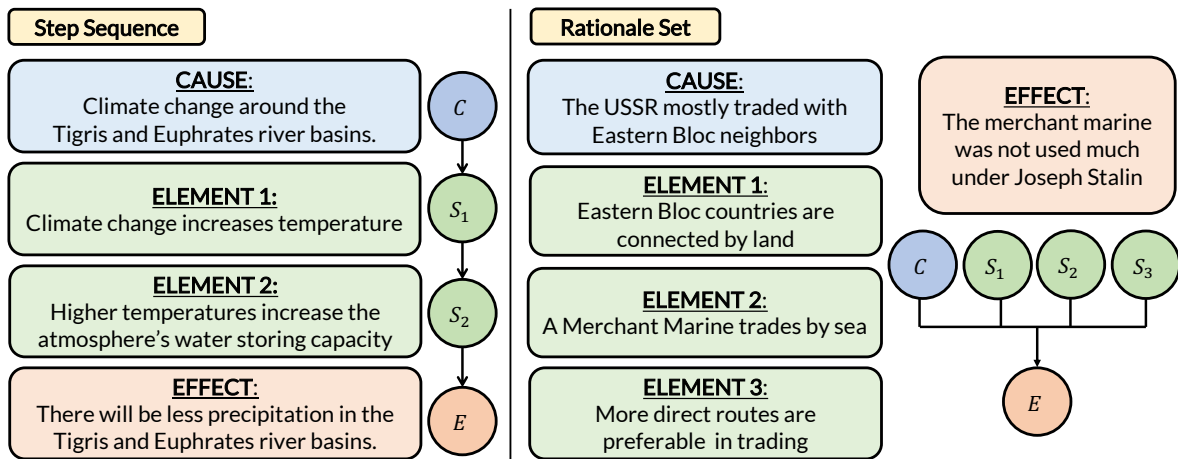 Step Sequence
CAUSE:
Climate change around the
Tigris and Euphrates river basins.
C
ELEMENT 1:
Climate change increases temperature
S₁
ELEMENT 2:
Higher temperatures increase the
atmosphere's water storing capacity
S₂
EFFECT:
There will be less precipitation in the
Tigris and Euphrates river basins.
E
Rationale Set
CAUSE:
The USSR mostly traded with
Eastern Bloc neighbors
ELEMENT 1:
Eastern Bloc countries are
connected by land
ELEMENT 2:
A Merchant Marine trades by sea
ELEMENT 3:
More direct routes are
preferable in trading
EFFECT:
The merchant marine
was not used much
under Joseph Stalin
C S₁ S₂ S₃
E